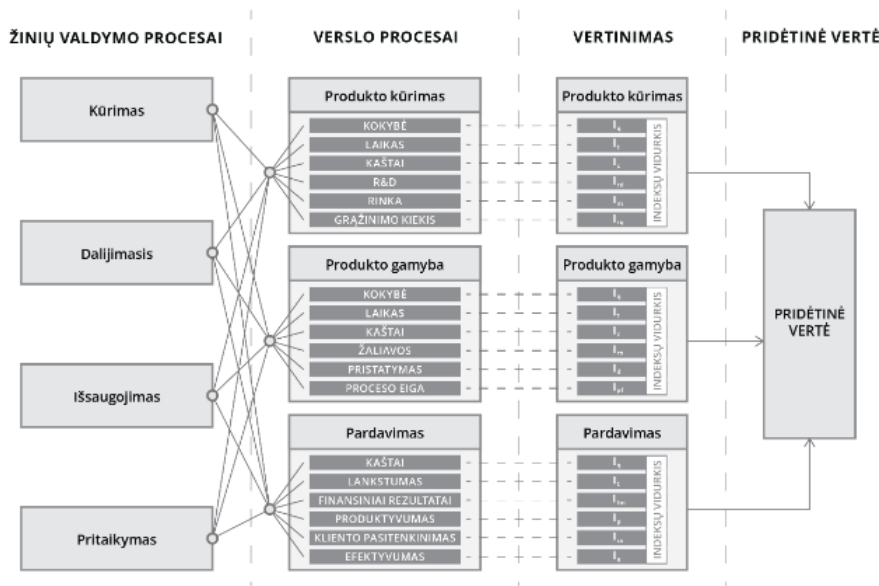 ŽINIŲ VALDYMO PROCESAI
VERSLO PROCESAI
VERTINIMAS
PRIDĖTINĖ VERTĖ
Kūrimas
Dalijimasis
Išsaugojimas
Pritaikymas
Produkto kūrimas
KOKYBĖ
LAIKAS
KAŠTAI
R&D
RINKA
GRĄŽINIMO KIEKIS
Produkto gamyba
KOKYBĖ
LAIKAS
KAŠTAI
ŽALIAVOS
PRISTATYMAS
PROCESO EIGA
Pardavimas
KAŠTAI
LANKSTUMAS
FINANSINIAI REZULTATAI
PRODUKTYVUMAS
KLIENTO PASITENKINIMAS
EFEKTYVUMAS
Produkto kūrimas
INDEKSŲ VIDURKIS
Produkto gamyba
INDEKSŲ VIDURKIS
Pardavimas
INDEKSŲ VIDURKIS
PRIDĖTINĖ
VERTĖ